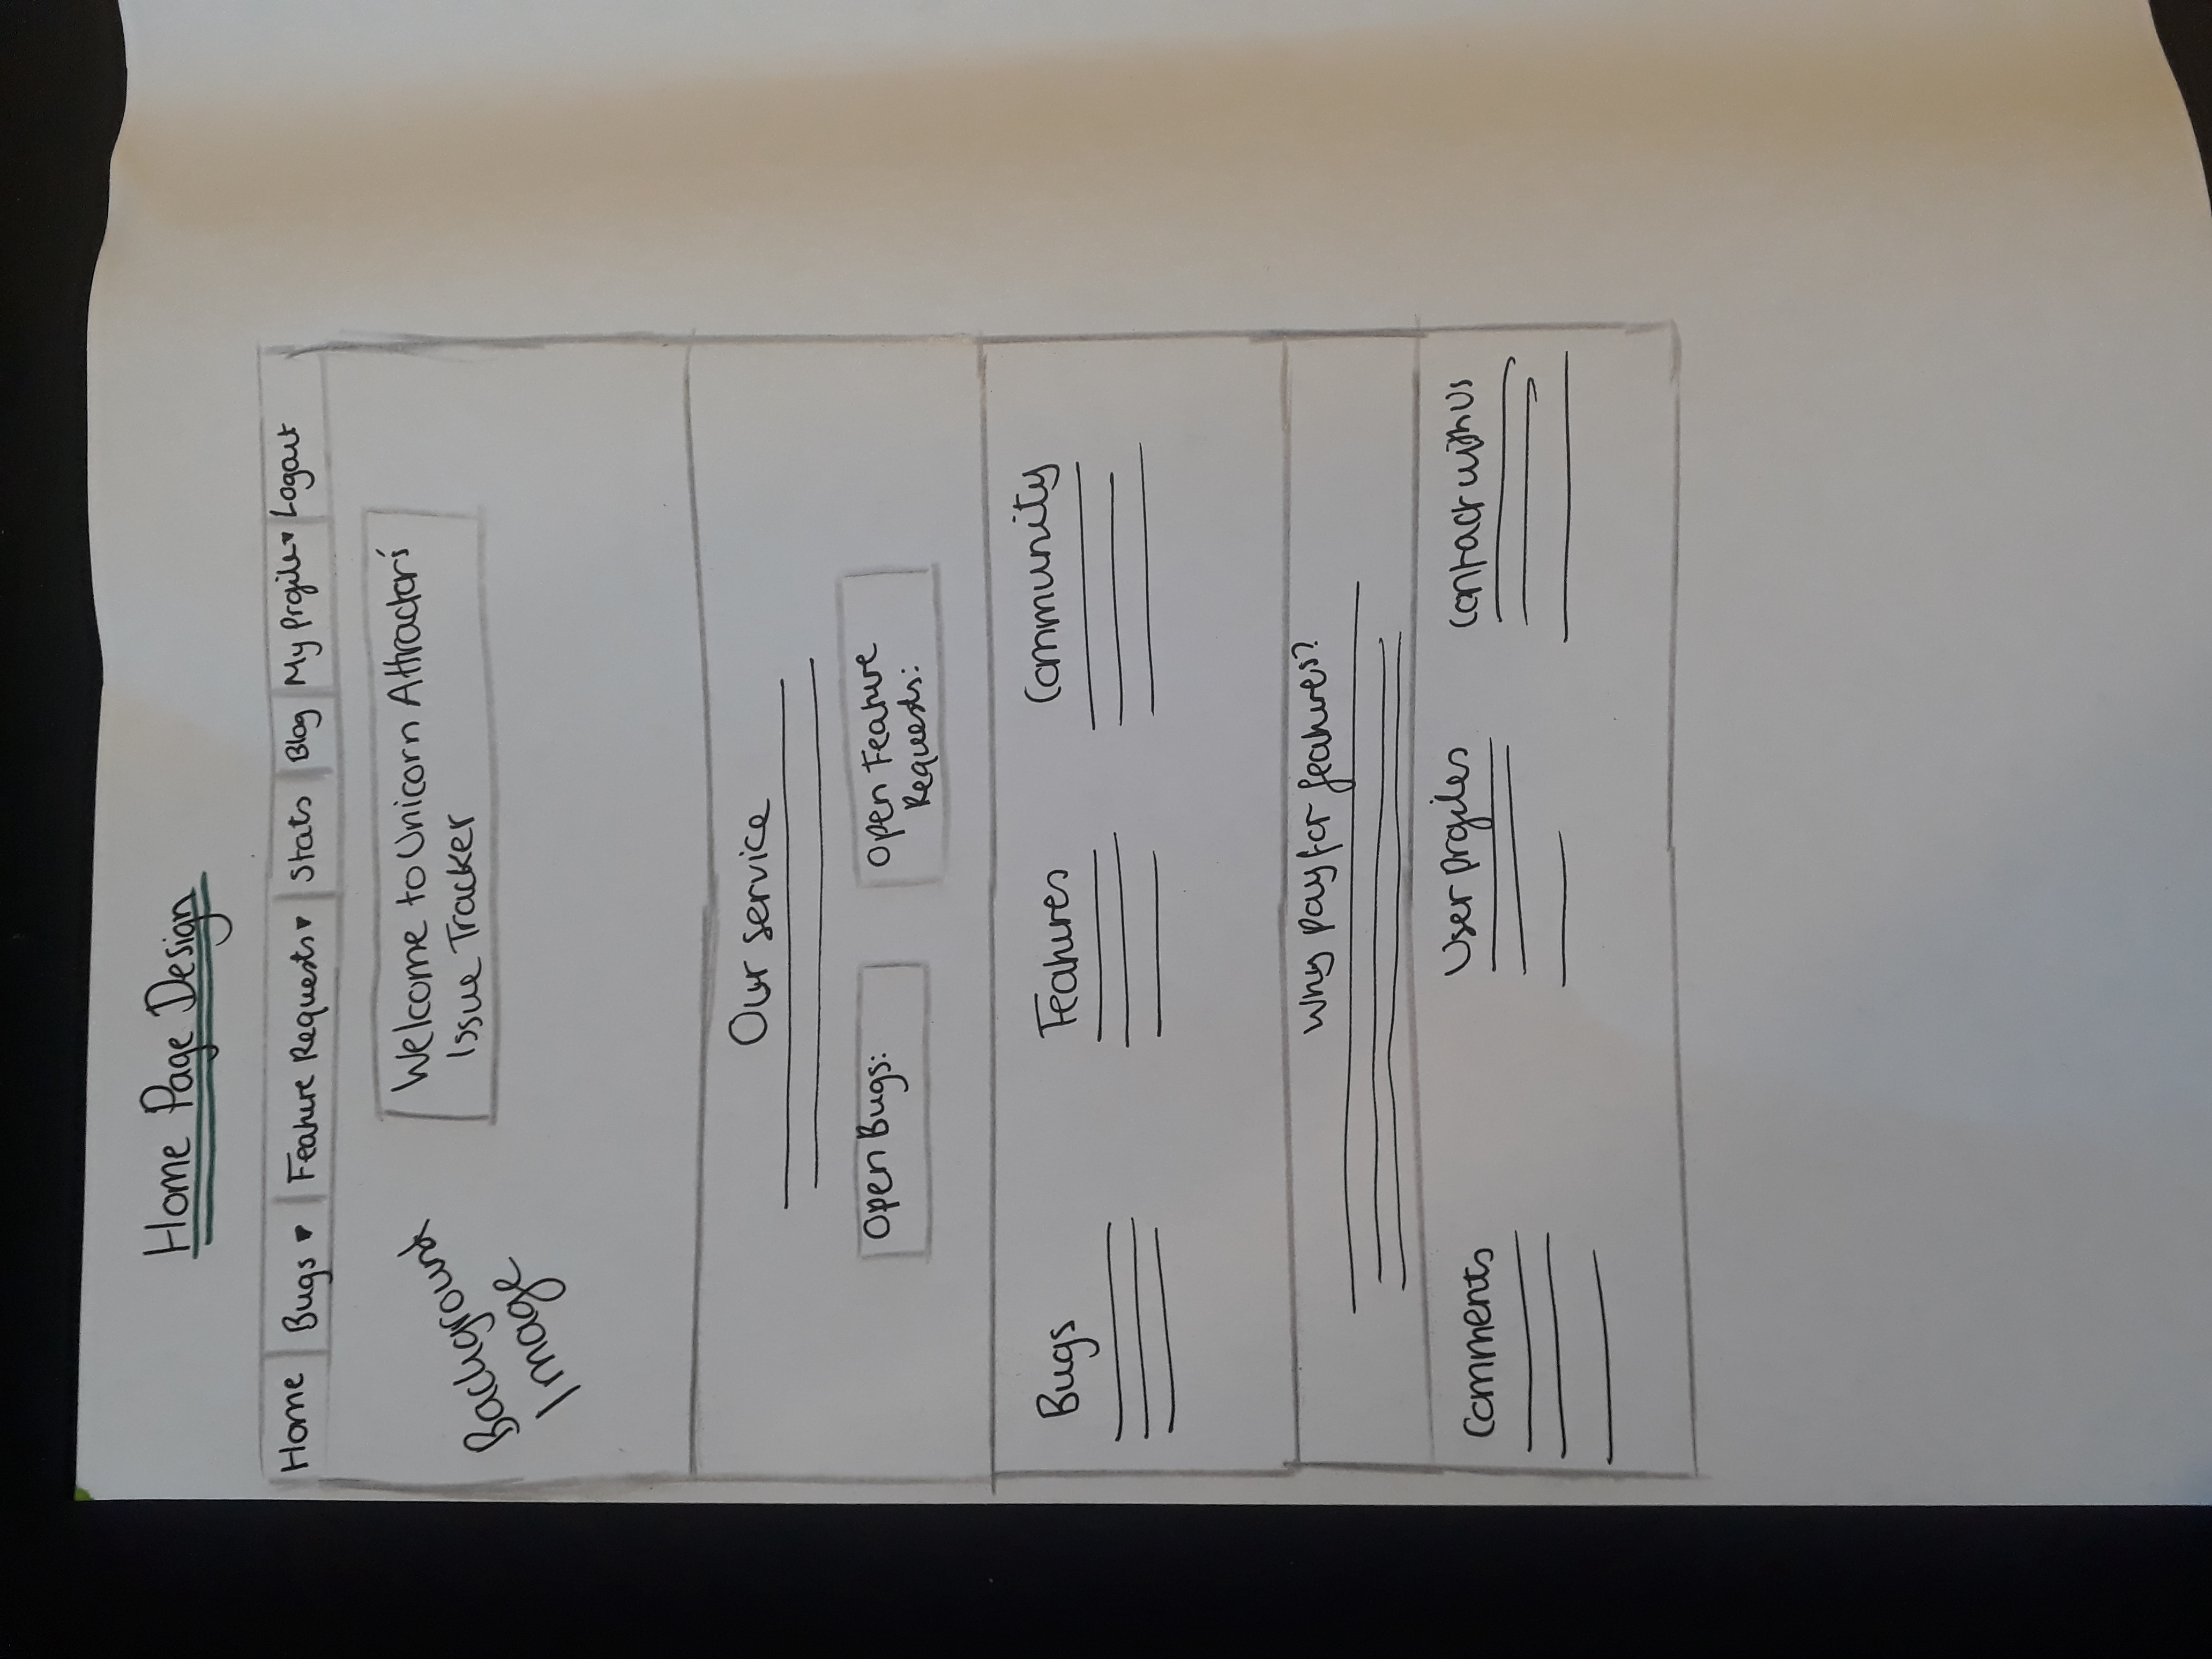 Home Page Design
Home Bugs ▾ Feature Requests ▾ Stats Blog My Profile ▾ Logout
Welcome to Unicorn Attractor's
Issue Tracker
Background
Image
Our service
Open Bugs:
Open Feature
Requests:
Bugs Features Community
Why pay for features?
Comments User Profiles Contact with Us